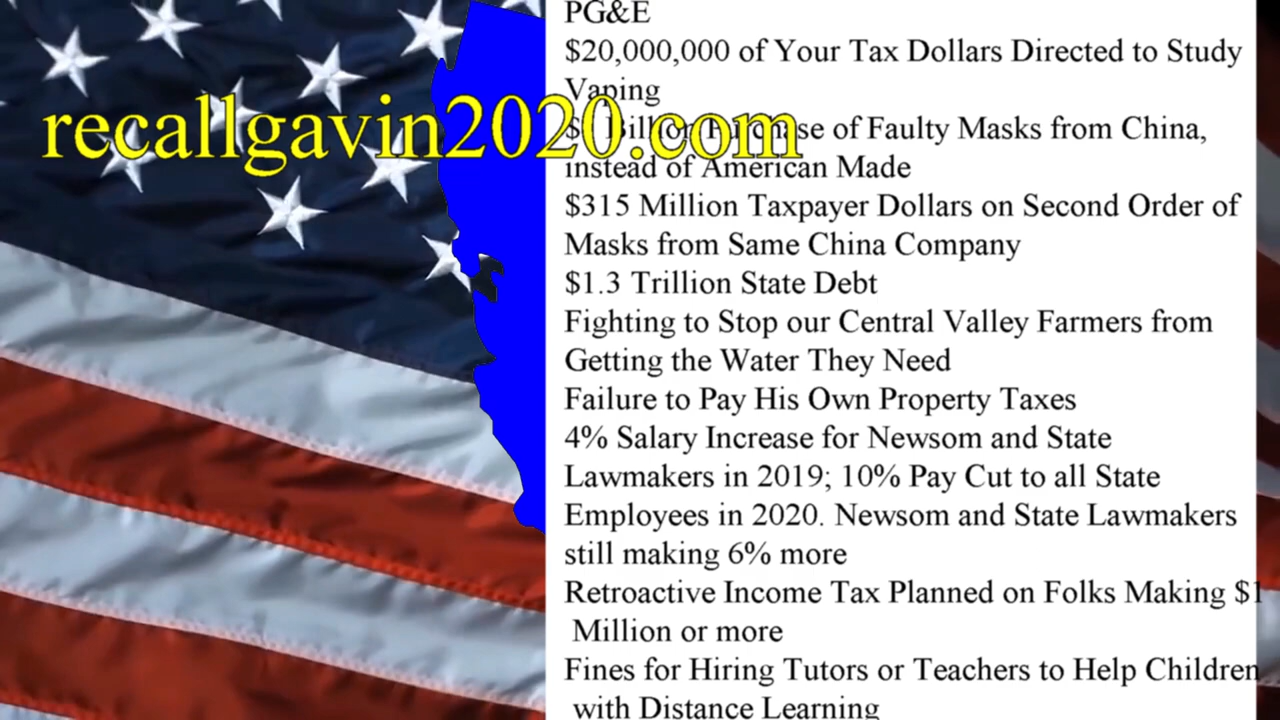 PG&E
$20,000,000 of Your Tax Dollars Directed to Study
Vaping
recallgavin2020.com
of Faulty Masks from China,
instead of American Made
$315 Million Taxpayer Dollars on Second Order of
Masks from Same China Company
$1.3 Trillion State Debt
Fighting to Stop our Central Valley Farmers from
Getting the Water They Need
Failure to Pay His Own Property Taxes
4% Salary Increase for Newsom and State
Lawmakers in 2019; 10% Pay Cut to all State
Employees in 2020. Newsom and State Lawmakers
still making 6% more
Retroactive Income Tax Planned on Folks Making $1
Million or more
Fines for Hiring Tutors or Teachers to Help Children
with Distance Learning